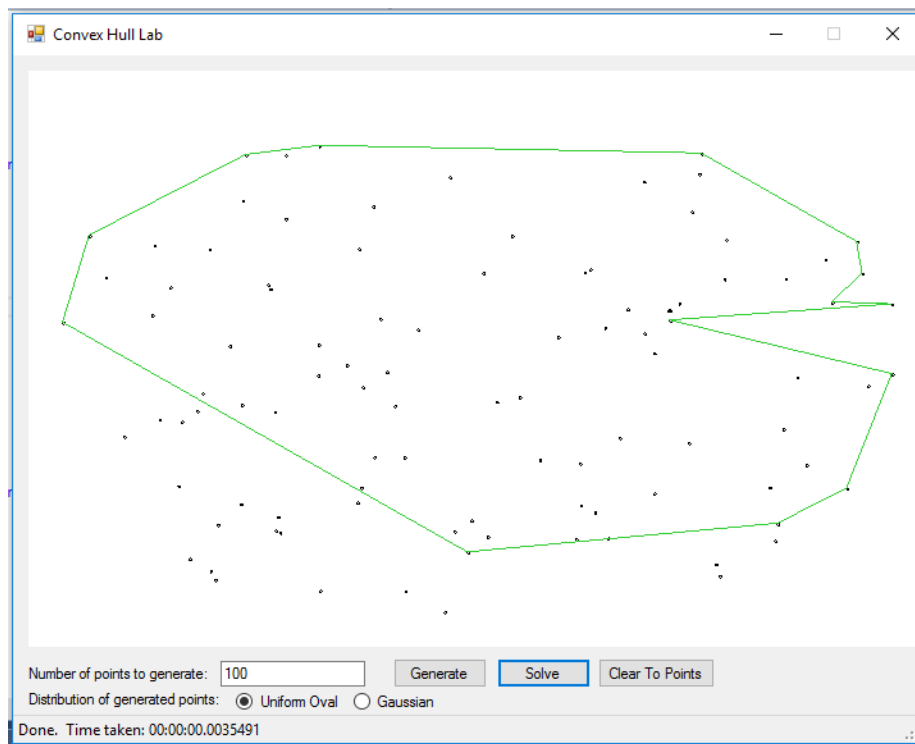 Convex Hull Lab
Number of points to generate: 100 Generate Solve Clear To Points
Distribution of generated points: Uniform Oval Gaussian
Done. Time taken: 00:00:00.0035491